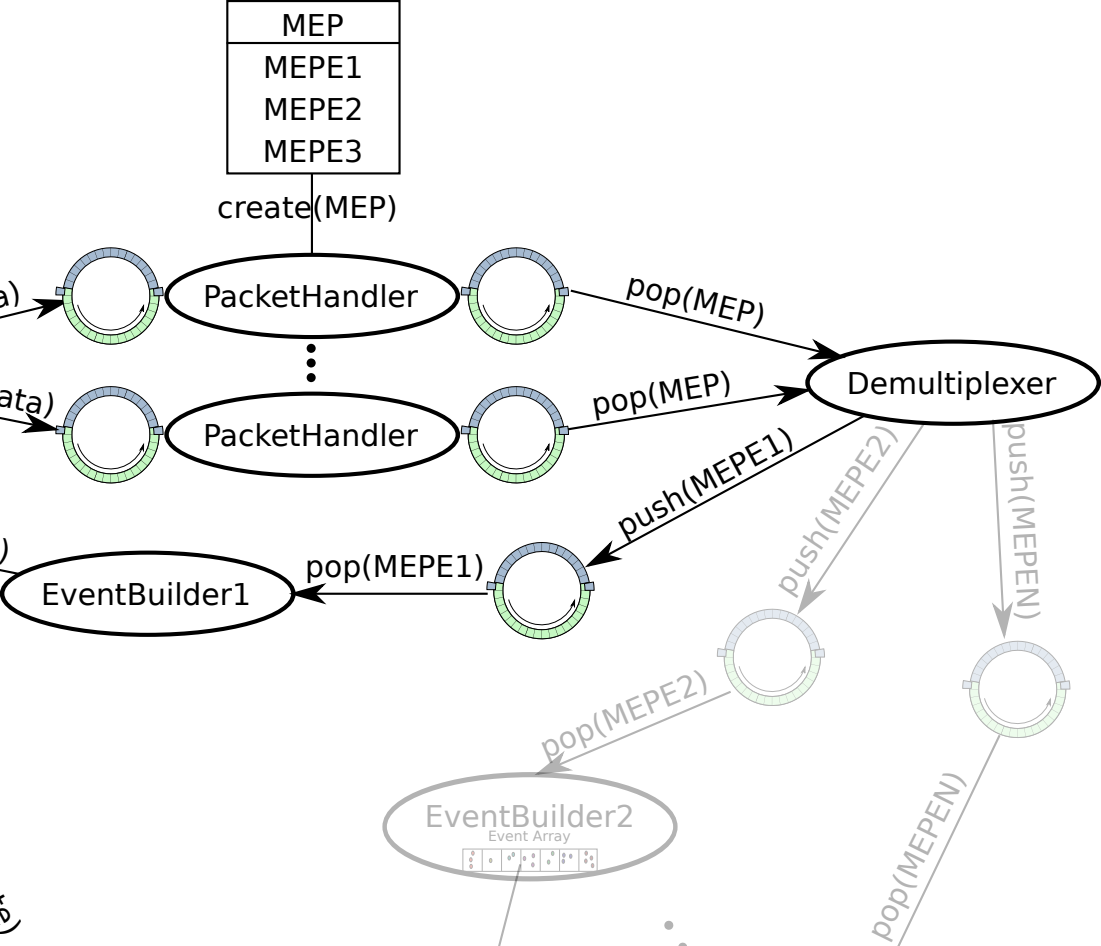 MEP
MEPE1
MEPE2
MEPE3
create(MEP)
a)
PacketHandler
pop(MEP)
Demultiplexer
ata)
PacketHandler
pop(MEP)
push(MEPE1)
push(MEPE2)
push(MEPEN)
)
EventBuilder1
pop(MEPE1)
pop(MEPE2)
EventBuilder2
Event Array
pop(MEPEN)